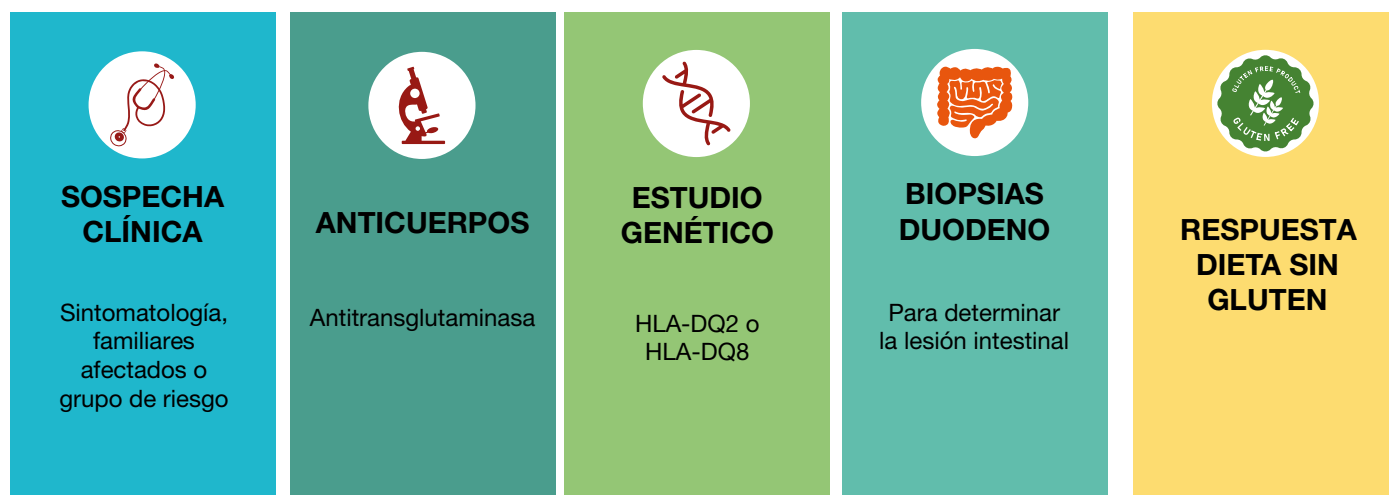 SOSPECHA
CLÍNICA
Sintomatología,
familiares
afectados o
grupo de riesgo
ANTICUERPOS
Antitransglutaminasa
ESTUDIO
GENÉTICO
HLA-DQ2 o
HLA-DQ8
BIOPSIAS
DUODENO
Para determinar
la lesión intestinal
GLUTEN FREE PRODUCT
GLUTEN FREE
RESPUESTA
DIETA SIN
GLUTEN